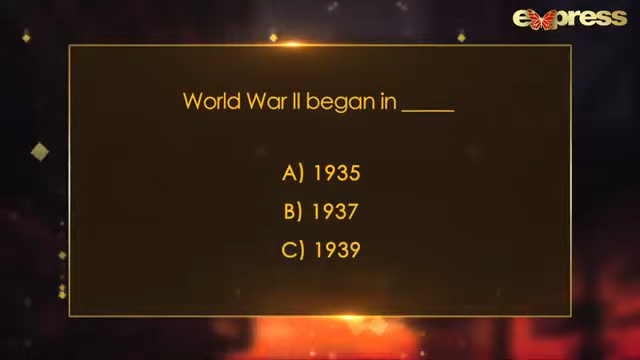 express
World War II began in _____
A) 1935
B) 1937
C) 1939